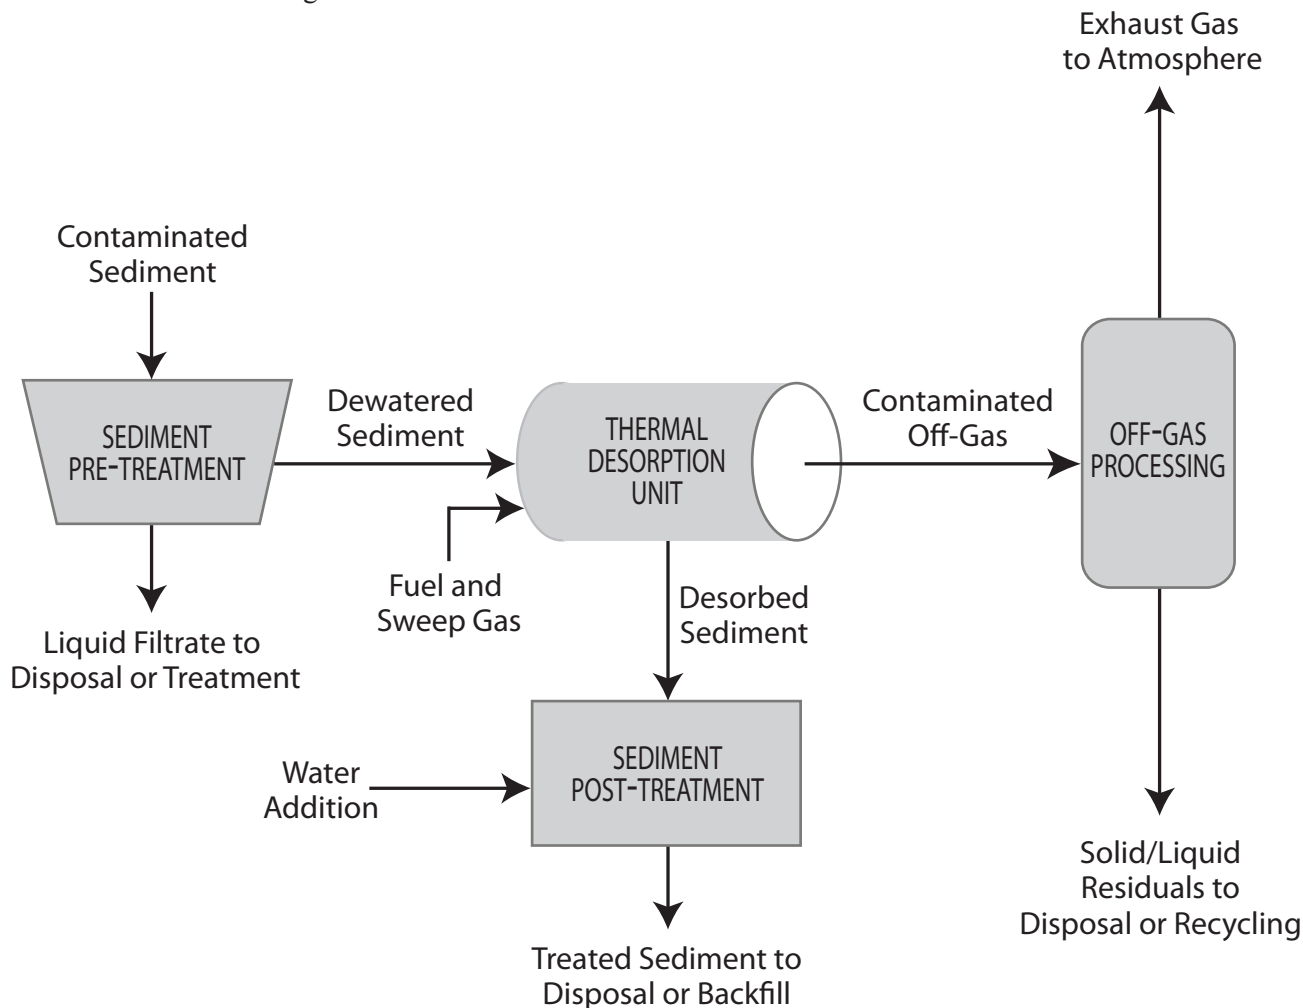 Exhaust Gas
to Atmosphere
Contaminated
Sediment
SEDIMENT
PRE-TREATMENT
Dewatered
Sediment
THERMAL
DESORPTION
UNIT
Contaminated
Off-Gas
OFF-GAS
PROCESSING
Fuel and
Sweep Gas
Desorbed
Sediment
Liquid Filtrate to
Disposal or Treatment
Water
Addition
SEDIMENT
POST-TREATMENT
Solid/Liquid
Residuals to
Disposal or Recycling
Treated Sediment to
Disposal or Backfill